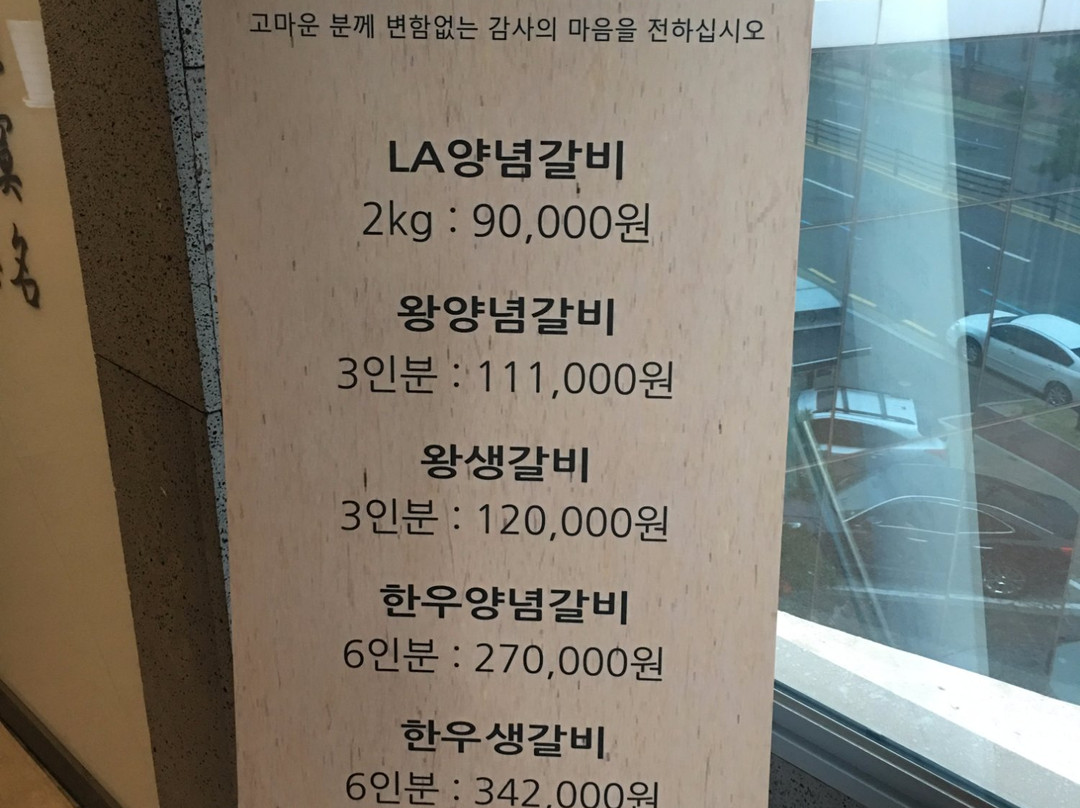 고마운 분께 변함없는 감사의 마음을 전하십시오
LA양념갈비
2kg : 90,000원
왕양념갈비
3인분 : 111,000원
왕생갈비
3인분 : 120,000원
한우양념갈비
6인분 : 270,000원
한우생갈비
6인분 : 342,000원
名